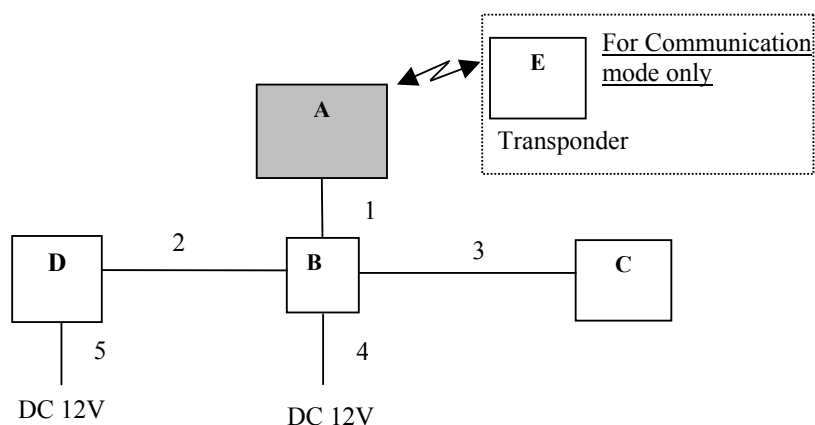 For Communication
mode only
E
A
Transponder
1
2
3
D
B
C
5
4
DC 12V
DC 12V